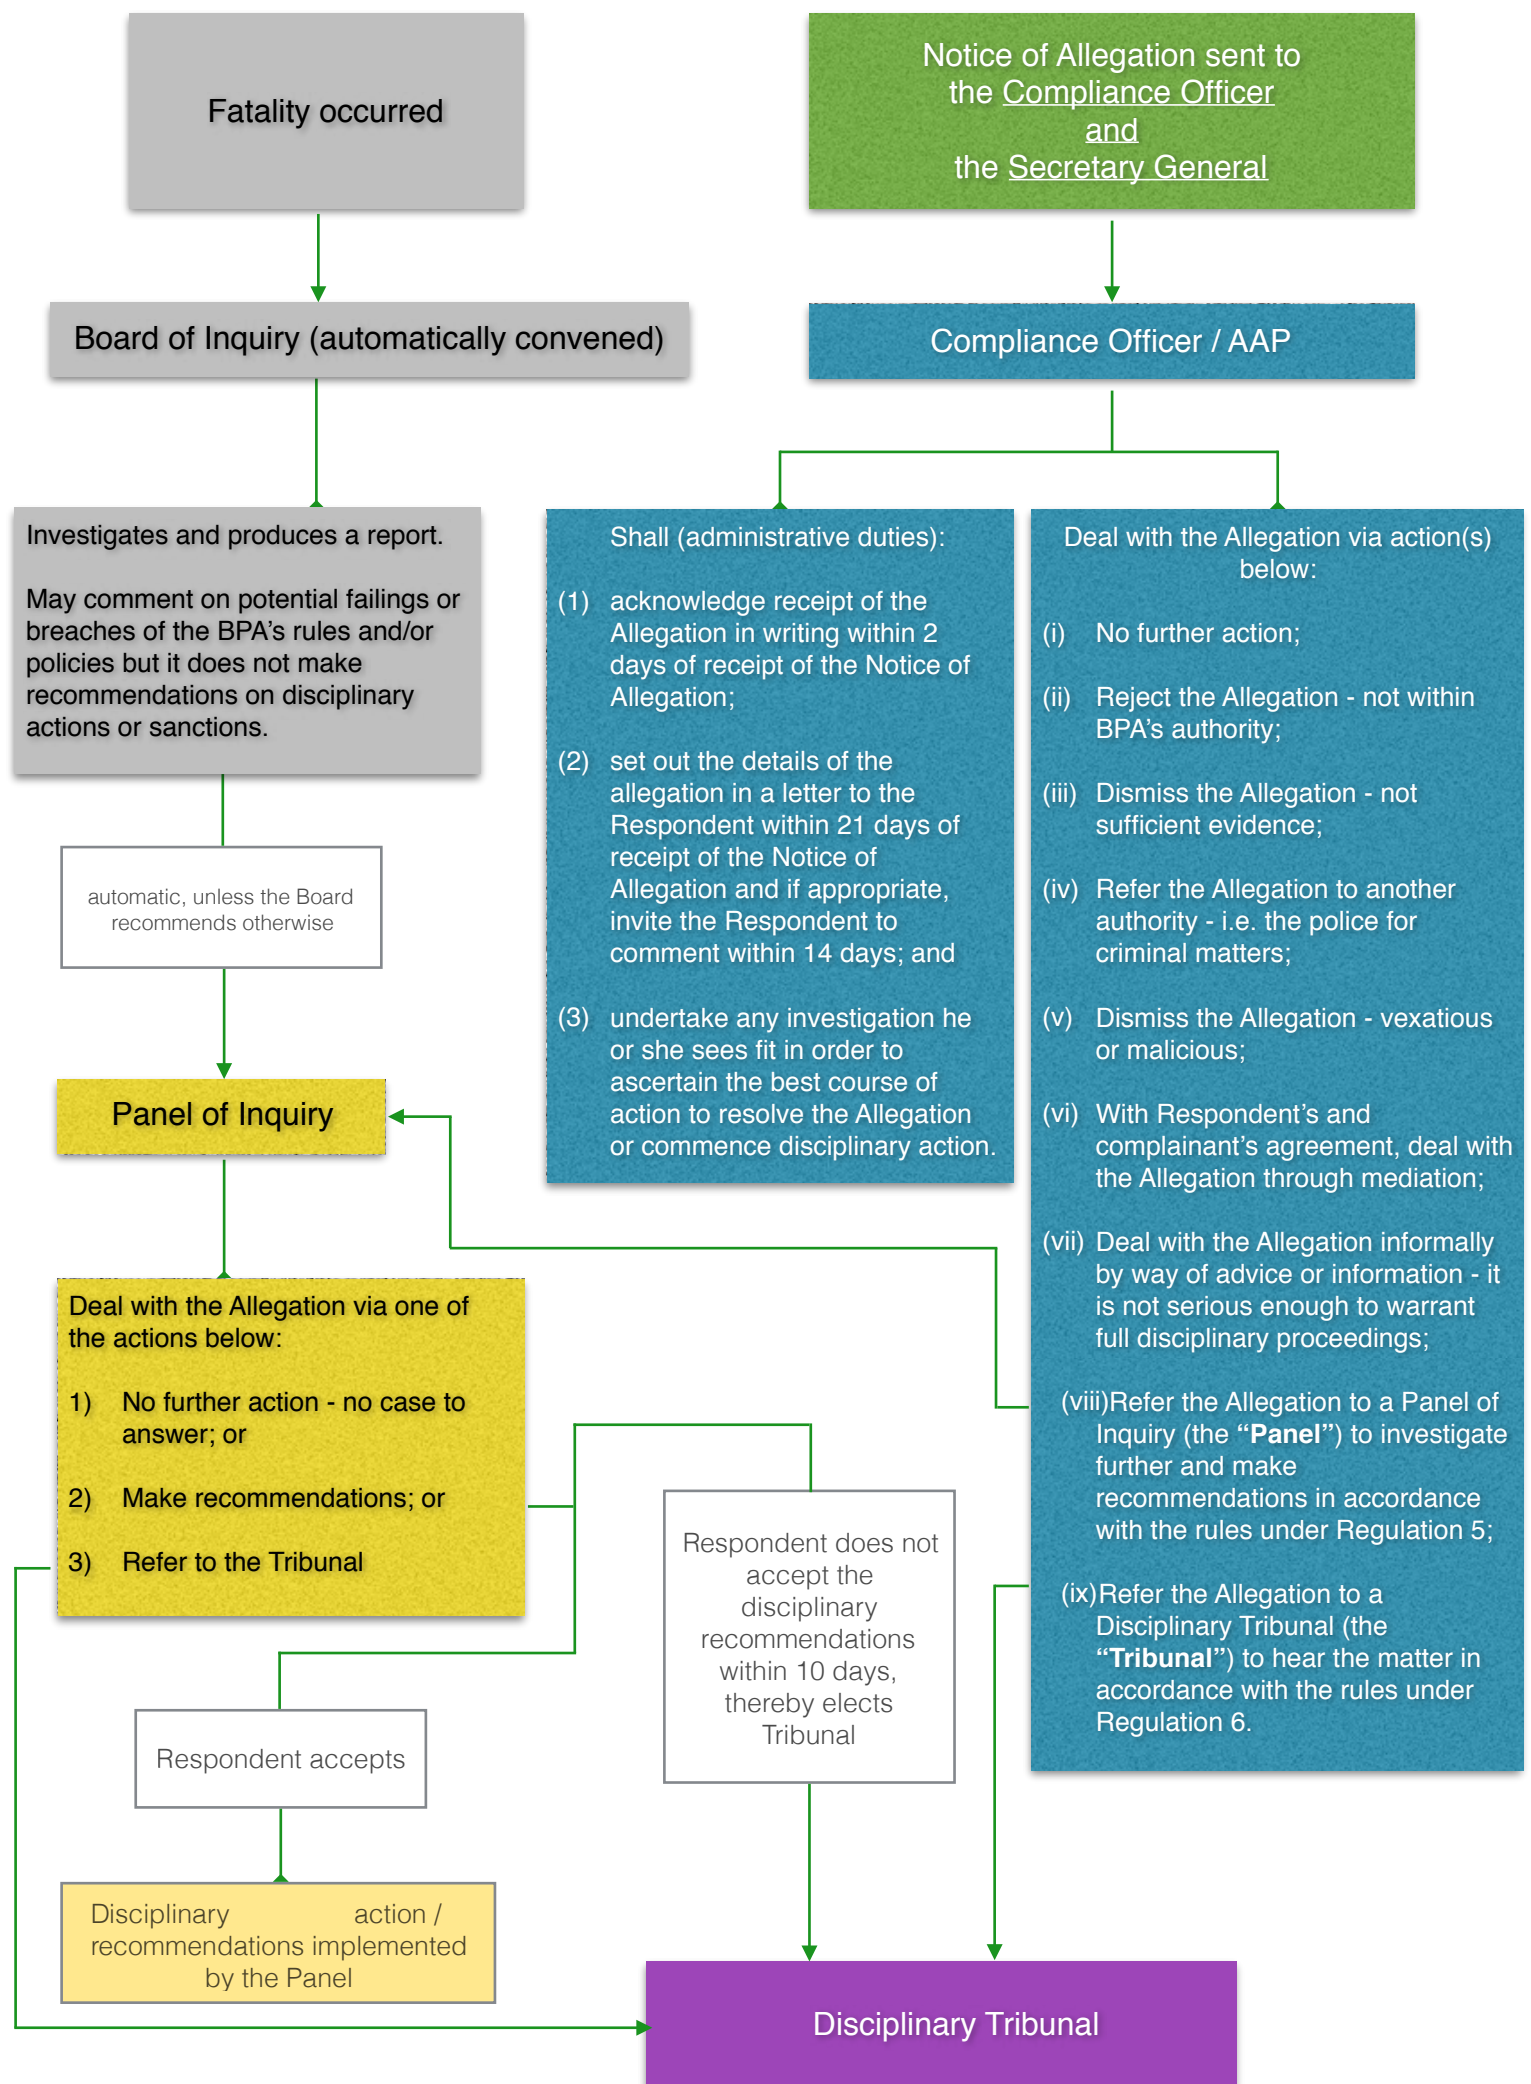 Fatality occurred
Notice of Allegation sent to
the Compliance Officer
and
the Secretary General
Board of Inquiry (automatically convened)
Compliance Officer / AAP
Investigates and produces a report.
May comment on potential failings or
breaches of the BPA’s rules and/or
policies but it does not make
recommendations on disciplinary
actions or sanctions.
Shall (administrative duties):
(1) acknowledge receipt of the
Allegation in writing within 2
days of receipt of the Notice of
Allegation;
(2) set out the details of the
allegation in a letter to the
Respondent within 21 days of
receipt of the Notice of
Allegation and if appropriate,
invite the Respondent to
comment within 14 days; and
(3) undertake any investigation he
or she sees fit in order to
ascertain the best course of
action to resolve the Allegation
or commence disciplinary action.
Deal with the Allegation via action(s)
below:
(i) No further action;
(ii) Reject the Allegation - not within
BPA’s authority;
(iii) Dismiss the Allegation - not
sufficient evidence;
(iv) Refer the Allegation to another
authority - i.e. the police for
criminal matters;
(v) Dismiss the Allegation - vexatious
or malicious;
(vi) With Respondent’s and
complainant’s agreement, deal with
the Allegation through mediation;
(vii) Deal with the Allegation informally
by way of advice or information - it
is not serious enough to warrant
full disciplinary proceedings;
(viii)Refer the Allegation to a Panel of
Inquiry (the “Panel”) to investigate
further and make
recommendations in accordance
with the rules under Regulation 5;
(ix)Refer the Allegation to a
Disciplinary Tribunal (the
“Tribunal”) to hear the matter in
accordance with the rules under
Regulation 6.
automatic, unless the Board
recommends otherwise
Panel of Inquiry
Deal with the Allegation via one of
the actions below:
1) No further action - no case to
answer; or
2) Make recommendations; or
3) Refer to the Tribunal
Respondent does not
accept the
disciplinary
recommendations
within 10 days,
thereby elects
Tribunal
Respondent accepts
Disciplinary action /
recommendations implemented
by the Panel
Disciplinary Tribunal